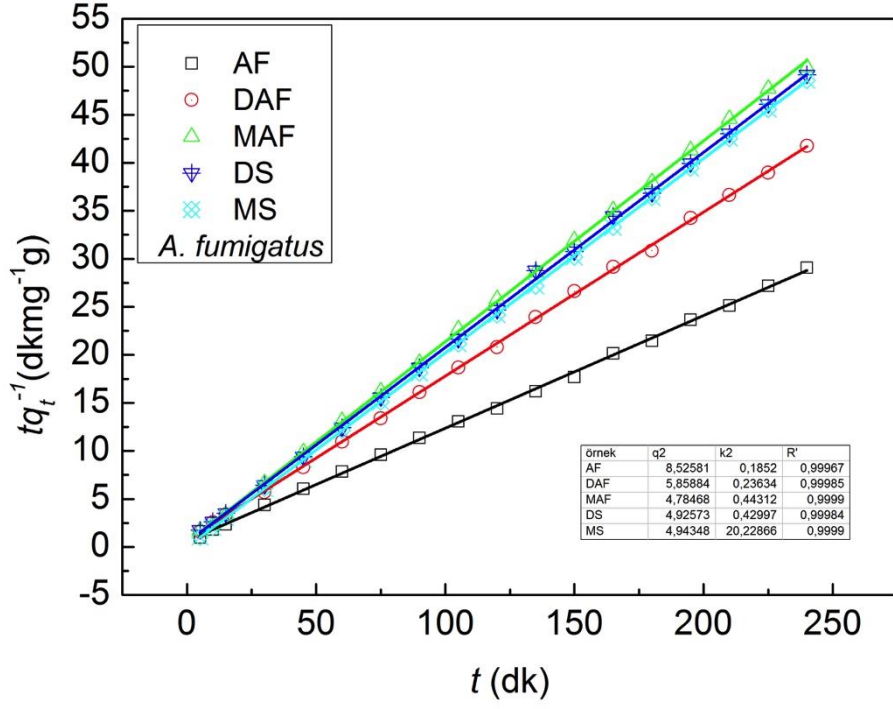 55
50
45
40
35
30
25
20
15
10
5
0
-5
tqt⁻¹(dkmg⁻¹g)
AF
DAF
MAF
DS
MS
A. fumigatus
örnek q2 k2 R'
AF 8,52581 0,1852 0,99967
DAF 5,85884 0,23634 0,99985
MAF 4,78468 0,44312 0,9999
DS 4,92573 0,42997 0,99984
MS 4,94348 20,22866 0,9999
0 50 100 150 200 250
t (dk)